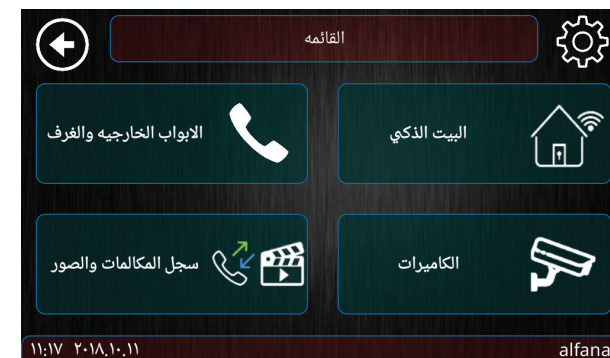 القائمه
البيت الذكي
الابواب الخارجيه والغرف
الكاميرات
سجل المكالمات والصور
alfana
١١:١٧ ٢٠١٨.١٠.١١